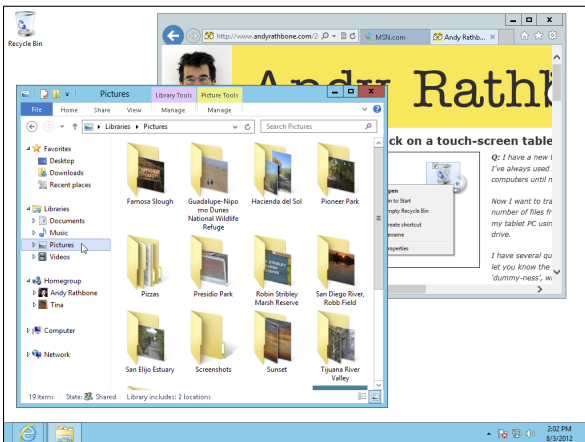 Recycle Bin
http://www.andyrathbone.com/2
MSN.com
Andy Rathb...
Andy Rathb
ck on a touch-screen table
Q: I have a new t
I've always used
computers until n
Now I want to tra
number of files fr
my tablet PC usin
drive.
I have several qu
let you know the
'dummy-ness', w
pen
in to Start
mpty Recycle Bin
reate shortcut
ename
roperties
Pictures
Library Tools
Picture Tools
File
Home
Share
View
Manage
Manage
Libraries
Pictures
Search Pictures
Favorites
Desktop
Downloads
Recent places
Libraries
Documents
Music
Pictures
Videos
Homegroup
Andy Rathbone
Tina
Computer
Network
Famosa Slough
Guadalupe-Nipo
mo Dunes
National Wildlife
Refuge
Hacienda del Sol
Pioneer Park
Pizzas
Presidio Park
Robin Stribley
Marsh Reserve
San Diego River,
Robb Field
San Elijo Estuary
Screenshots
Sunset
Tijuana River
Valley
19 items
State:
Shared
Library includes: 2 locations
2:02 PM
8/3/2012